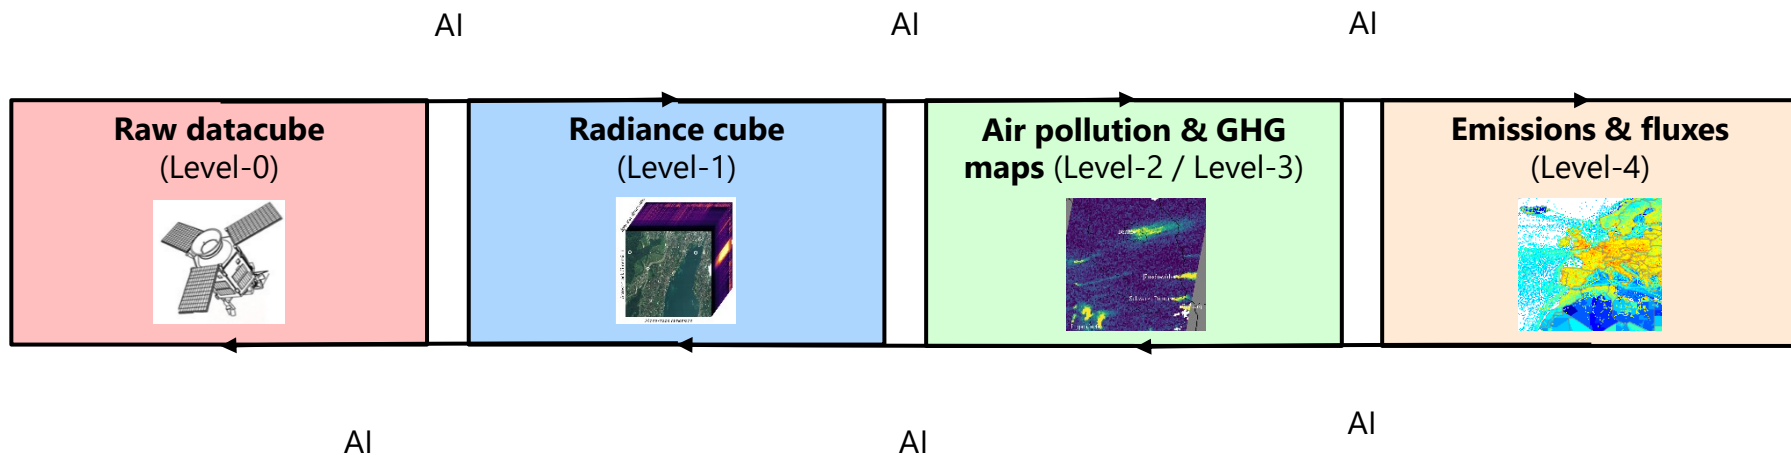 AI
AI
AI
Raw datacube
(Level-0)
Radiance cube
(Level-1)
Air pollution & GHG
maps (Level-2 / Level-3)
Emissions & fluxes
(Level-4)
AI
AI
AI